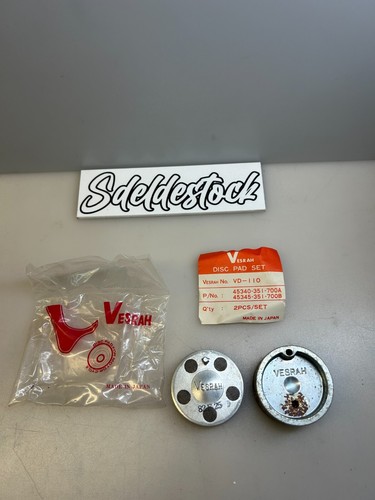 Sdeldestock
VESRAH
MADE IN JAPAN
VESRAH
DISC PAD SET
VESRAH No. VD-110
P/No. : 45340-351-700A
45345-351-700B
Q'ty : 2PCS/SET
MADE IN JAPAN
VESRAH
VESRAH